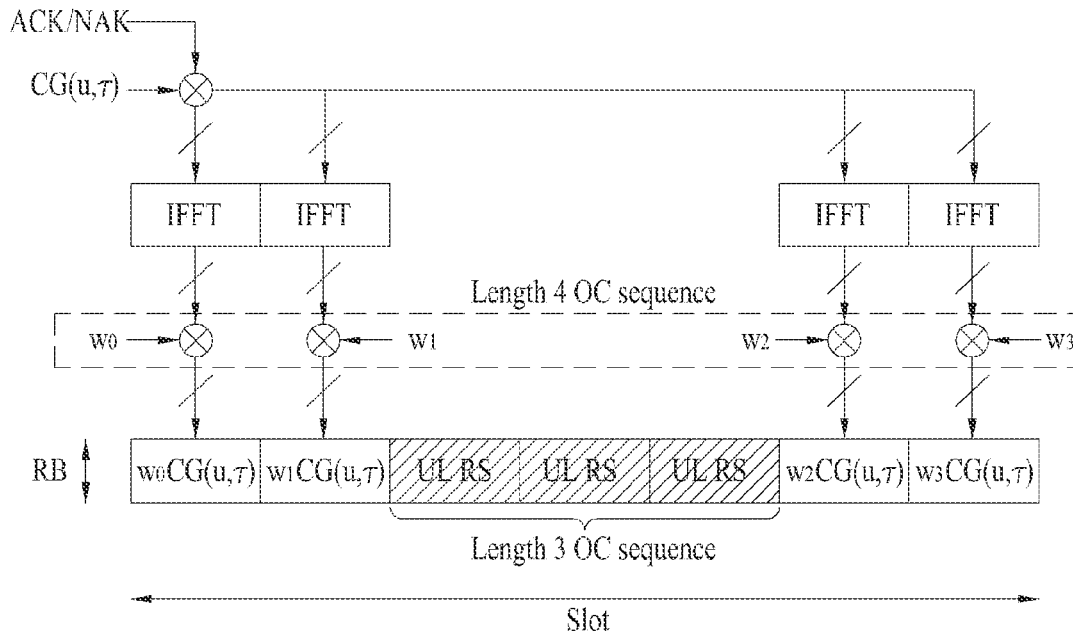 ACK/NAK
CG(u,τ)
IFFT IFFT IFFT IFFT
Length 4 OC sequence
w0 w1 w2 w3
RB w0CG(u,τ) w1CG(u,τ) UL RS UL RS UL RS w2CG(u,τ) w3CG(u,τ)
Length 3 OC sequence
Slot